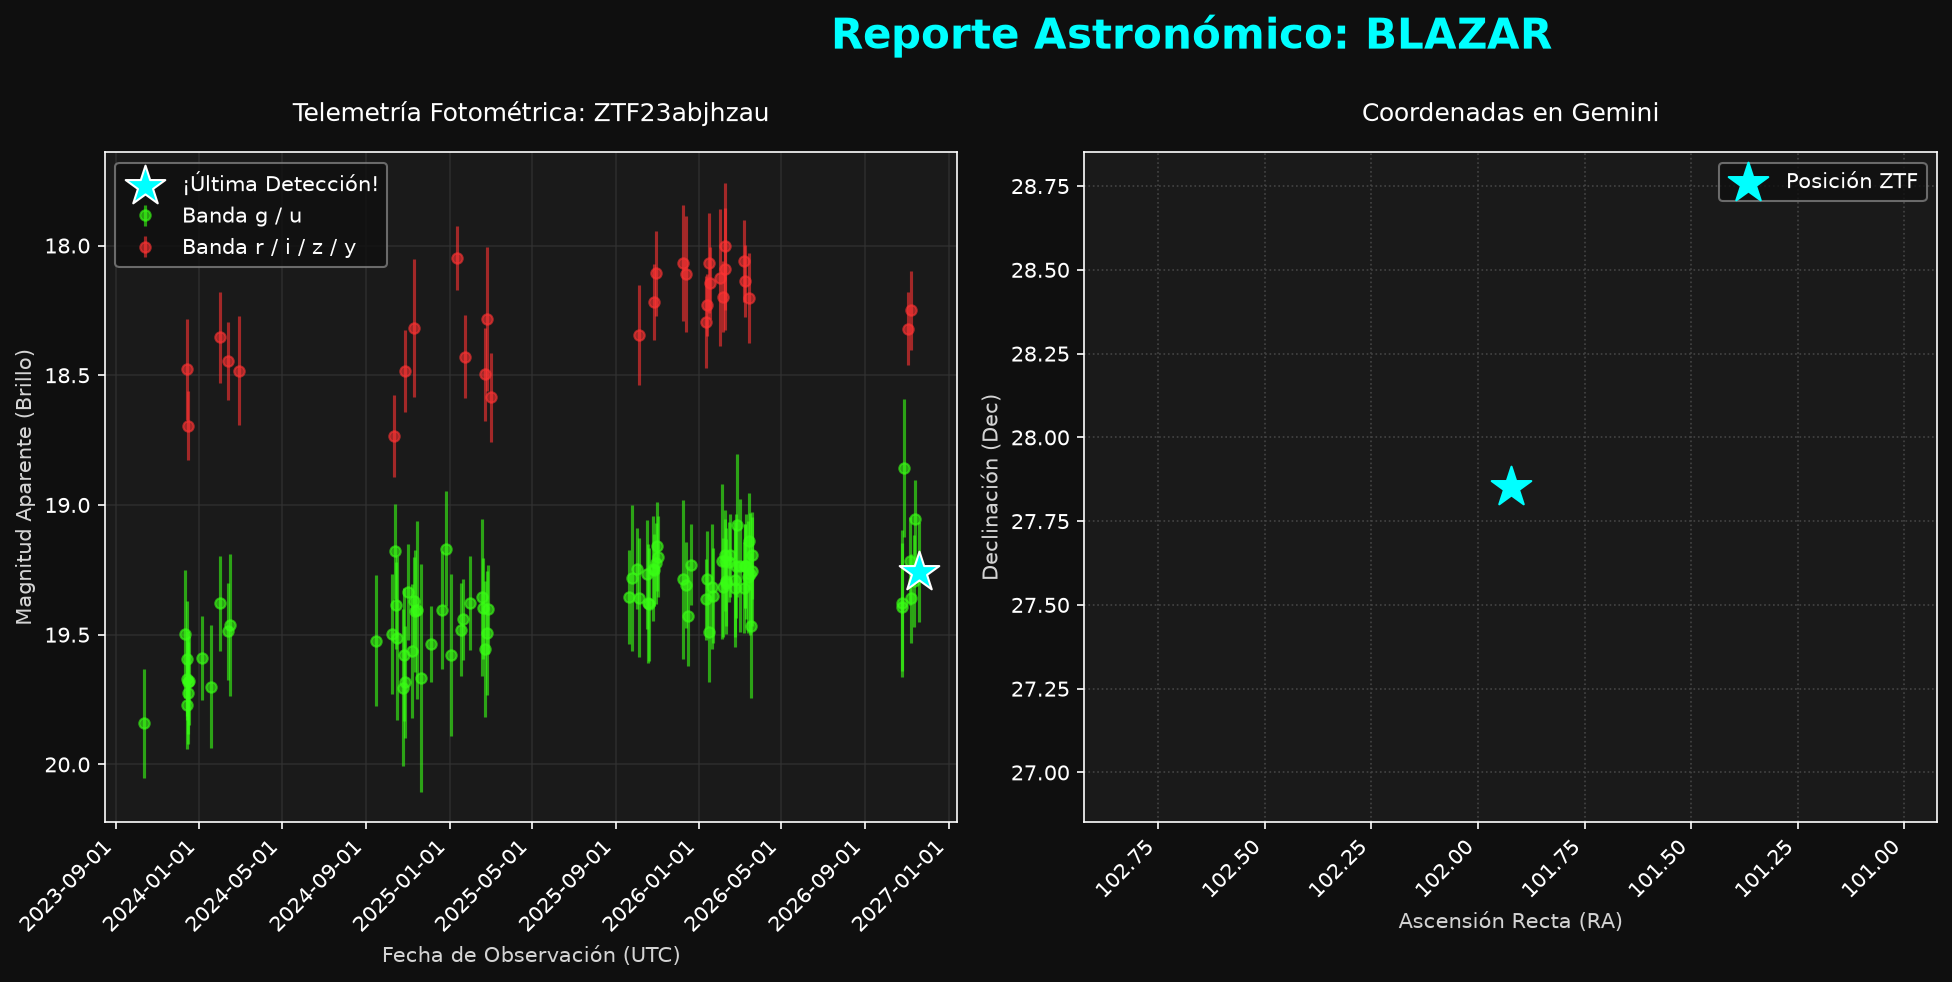 Reporte Astronómico: BLAZAR
Telemetría Fotométrica: ZTF23abjhzau
¡Última Detección!
Banda g / u
Banda r / i / z / y
Magnitud Aparente (Brillo)
18.0
18.5
19.0
19.5
20.0
2023-09-01
2024-01-01
2024-05-01
2024-09-01
2025-01-01
2025-05-01
2025-09-01
2026-01-01
2026-05-01
2026-09-01
2027-01-01
Fecha de Observación (UTC)
Coordenadas en Gemini
Posición ZTF
Declinación (Dec)
28.75
28.50
28.25
28.00
27.75
27.50
27.25
27.00
102.75
102.50
102.25
102.00
101.75
101.50
101.25
101.00
Ascensión Recta (RA)